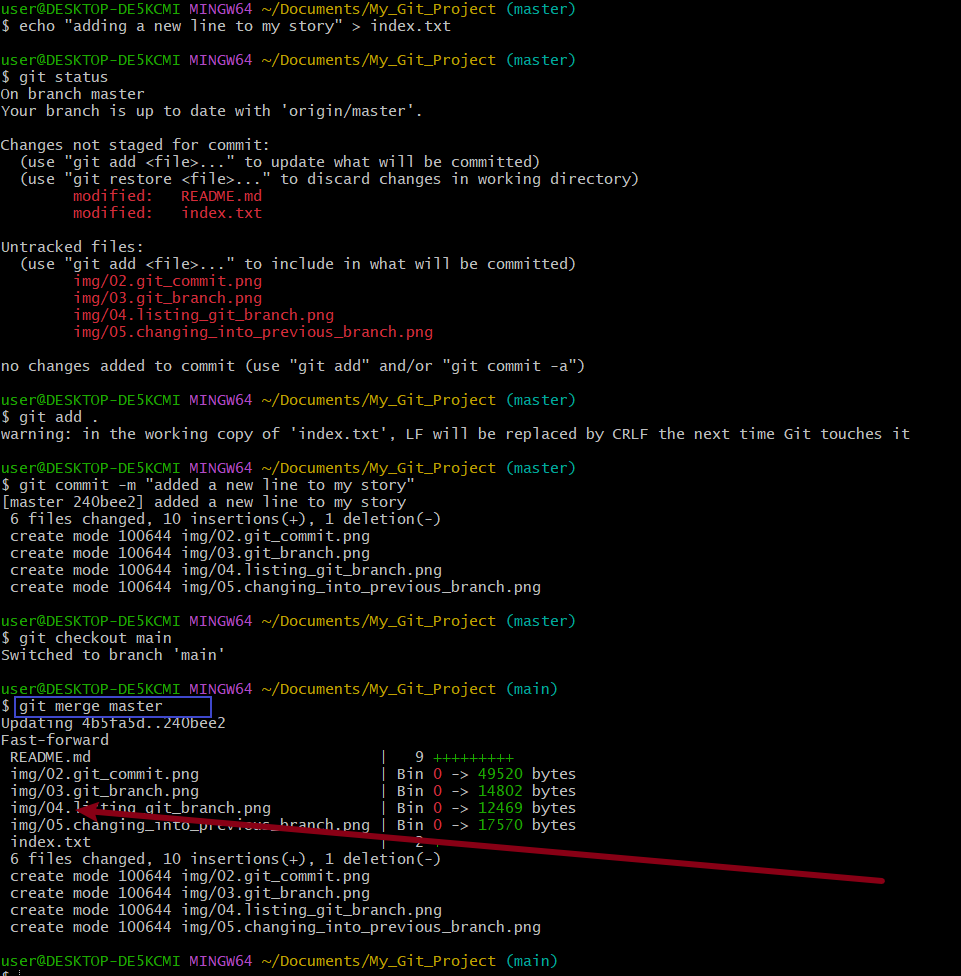 user@DESKTOP-DE5KCMI MINGW64 ~/Documents/My_Git_Project (master)
$ echo "adding a new line to my story" > index.txt
user@DESKTOP-DE5KCMI MINGW64 ~/Documents/My_Git_Project (master)
$ git status
On branch master
Your branch is up to date with 'origin/master'.
Changes not staged for commit:
  (use "git add <file>..." to update what will be committed)
  (use "git restore <file>..." to discard changes in working directory)
        modified:   README.md
        modified:   index.txt
Untracked files:
  (use "git add <file>..." to include in what will be committed)
        img/02.git_commit.png
        img/03.git_branch.png
        img/04.listing_git_branch.png
        img/05.changing_into_previous_branch.png
no changes added to commit (use "git add" and/or "git commit -a")
user@DESKTOP-DE5KCMI MINGW64 ~/Documents/My_Git_Project (master)
$ git add .
warning: in the working copy of 'index.txt', LF will be replaced by CRLF the next time Git touches it
user@DESKTOP-DE5KCMI MINGW64 ~/Documents/My_Git_Project (master)
$ git commit -m "added a new line to my story"
[master 240bee2] added a new line to my story
 6 files changed, 10 insertions(+), 1 deletion(-)
 create mode 100644 img/02.git_commit.png
 create mode 100644 img/03.git_branch.png
 create mode 100644 img/04.listing_git_branch.png
 create mode 100644 img/05.changing_into_previous_branch.png
user@DESKTOP-DE5KCMI MINGW64 ~/Documents/My_Git_Project (master)
$ git checkout main
Switched to branch 'main'
user@DESKTOP-DE5KCMI MINGW64 ~/Documents/My_Git_Project (main)
$ git merge master
Updating 4b5fa5d..240bee2
Fast-forward
 README.md                                |   9 +++++++++
 img/02.git_commit.png                    | Bin 0 -> 49520 bytes
 img/03.git_branch.png                    | Bin 0 -> 14802 bytes
 img/04.listing_git_branch.png            | Bin 0 -> 12469 bytes
 img/05.changing_into_previous_branch.png | Bin 0 -> 17570 bytes
 index.txt                                |   2
 6 files changed, 10 insertions(+), 1 deletion(-)
 create mode 100644 img/02.git_commit.png
 create mode 100644 img/03.git_branch.png
 create mode 100644 img/04.listing_git_branch.png
 create mode 100644 img/05.changing_into_previous_branch.png
user@DESKTOP-DE5KCMI MINGW64 ~/Documents/My_Git_Project (main)
$